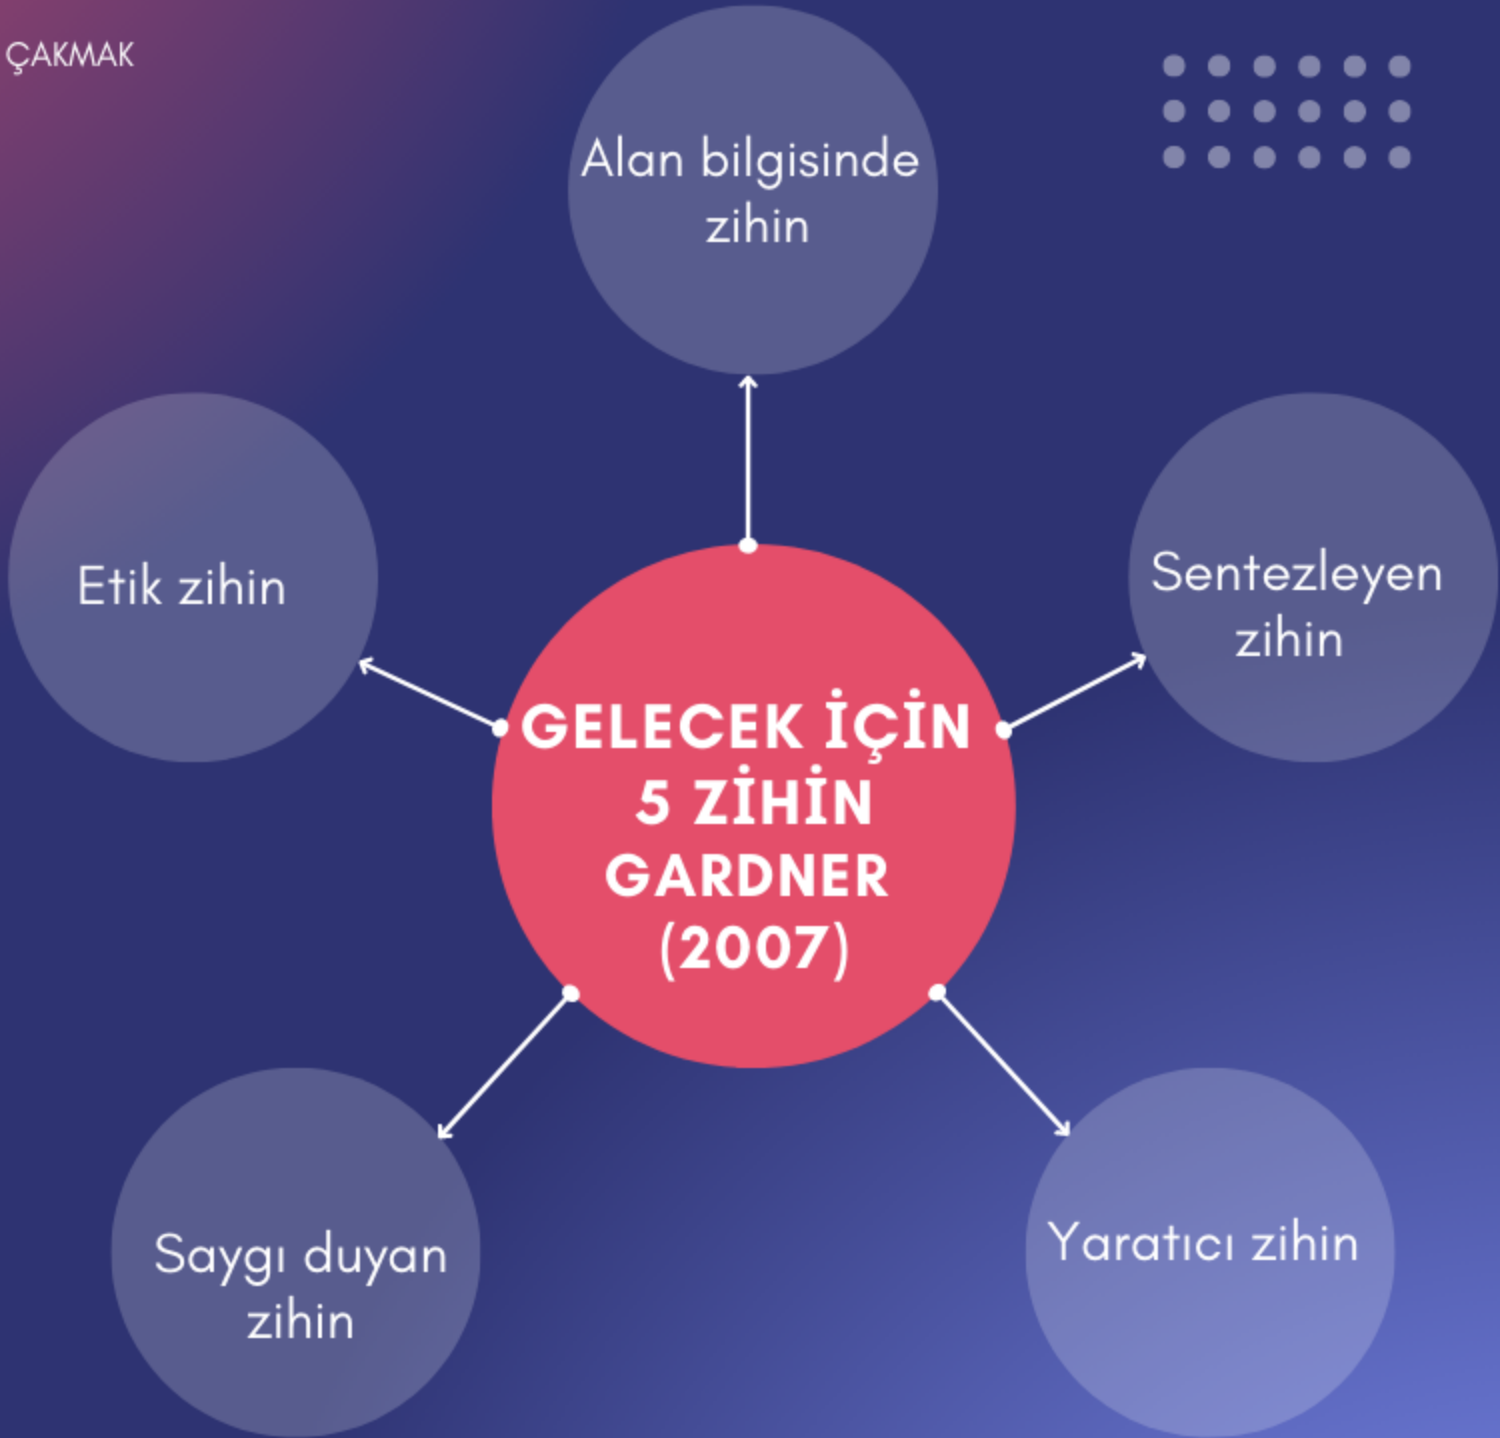 ÇAKMAK
Alan bilgisinde
zihin
Etik zihin
Sentezleyen
zihin
GELECEK İÇİN
5 ZİHİN
GARDNER
(2007)
Saygı duyan
zihin
Yaratıcı zihin